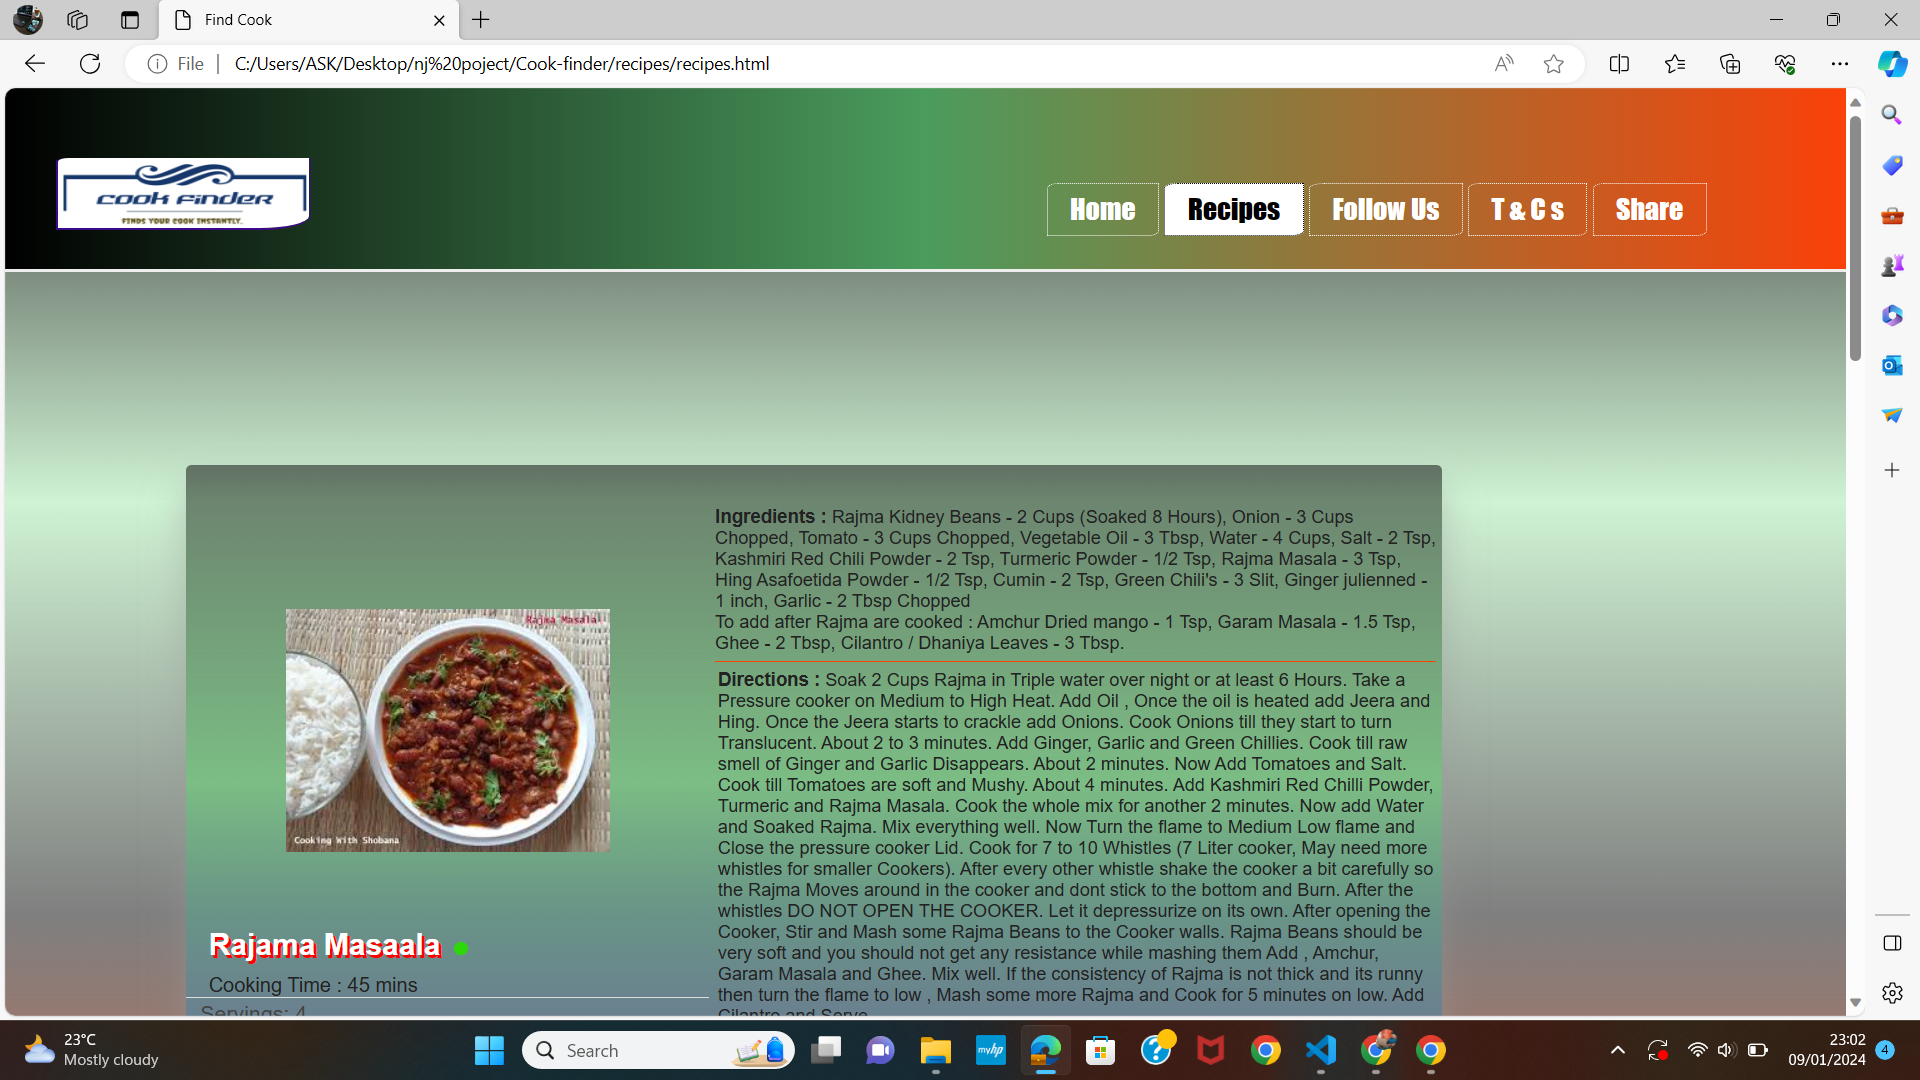 Find Cook
File
C:/Users/ASK/Desktop/nj%20poject/Cook-finder/recipes/recipes.html
COOK FINDER
FINDS YOUR COOK INSTANTLY.
Home
Recipes
Follow Us
T & C s
Share
Rajma Masala
Cooking With Shobana
Rajama Masaala
Cooking Time : 45 mins
Servings: 4
Ingredients : Rajma Kidney Beans - 2 Cups (Soaked 8 Hours), Onion - 3 Cups
Chopped, Tomato - 3 Cups Chopped, Vegetable Oil - 3 Tbsp, Water - 4 Cups, Salt - 2 Tsp,
Kashmiri Red Chili Powder - 2 Tsp, Turmeric Powder - 1/2 Tsp, Rajma Masala - 3 Tsp,
Hing Asafoetida Powder - 1/2 Tsp, Cumin - 2 Tsp, Green Chili's - 3 Slit, Ginger julienned -
1 inch, Garlic - 2 Tbsp Chopped
To add after Rajma are cooked : Amchur Dried mango - 1 Tsp, Garam Masala - 1.5 Tsp,
Ghee - 2 Tbsp, Cilantro / Dhaniya Leaves - 3 Tbsp.
Directions : Soak 2 Cups Rajma in Triple water over night or at least 6 Hours. Take a
Pressure cooker on Medium to High Heat. Add Oil , Once the oil is heated add Jeera and
Hing. Once the Jeera starts to crackle add Onions. Cook Onions till they start to turn
Translucent. About 2 to 3 minutes. Add Ginger, Garlic and Green Chillies. Cook till raw
smell of Ginger and Garlic Disappears. About 2 minutes. Now Add Tomatoes and Salt.
Cook till Tomatoes are soft and Mushy. About 4 minutes. Add Kashmiri Red Chilli Powder,
Turmeric and Rajma Masala. Cook the whole mix for another 2 minutes. Now add Water
and Soaked Rajma. Mix everything well. Now Turn the flame to Medium Low flame and
Close the pressure cooker Lid. Cook for 7 to 10 Whistles (7 Liter cooker, May need more
whistles for smaller Cookers). After every other whistle shake the cooker a bit carefully so
the Rajma Moves around in the cooker and dont stick to the bottom and Burn. After the
whistles DO NOT OPEN THE COOKER. Let it depressurize on its own. After opening the
Cooker, Stir and Mash some Rajma Beans to the Cooker walls. Rajma Beans should be
very soft and you should not get any resistance while mashing them Add , Amchur,
Garam Masala and Ghee. Mix well. If the consistency of Rajma is not thick and its runny
then turn the flame to low , Mash some more Rajma and Cook for 5 minutes on low. Add
Cilantro and Serve
23°C
Mostly cloudy
Search
myhp
23:02
09/01/2024
4